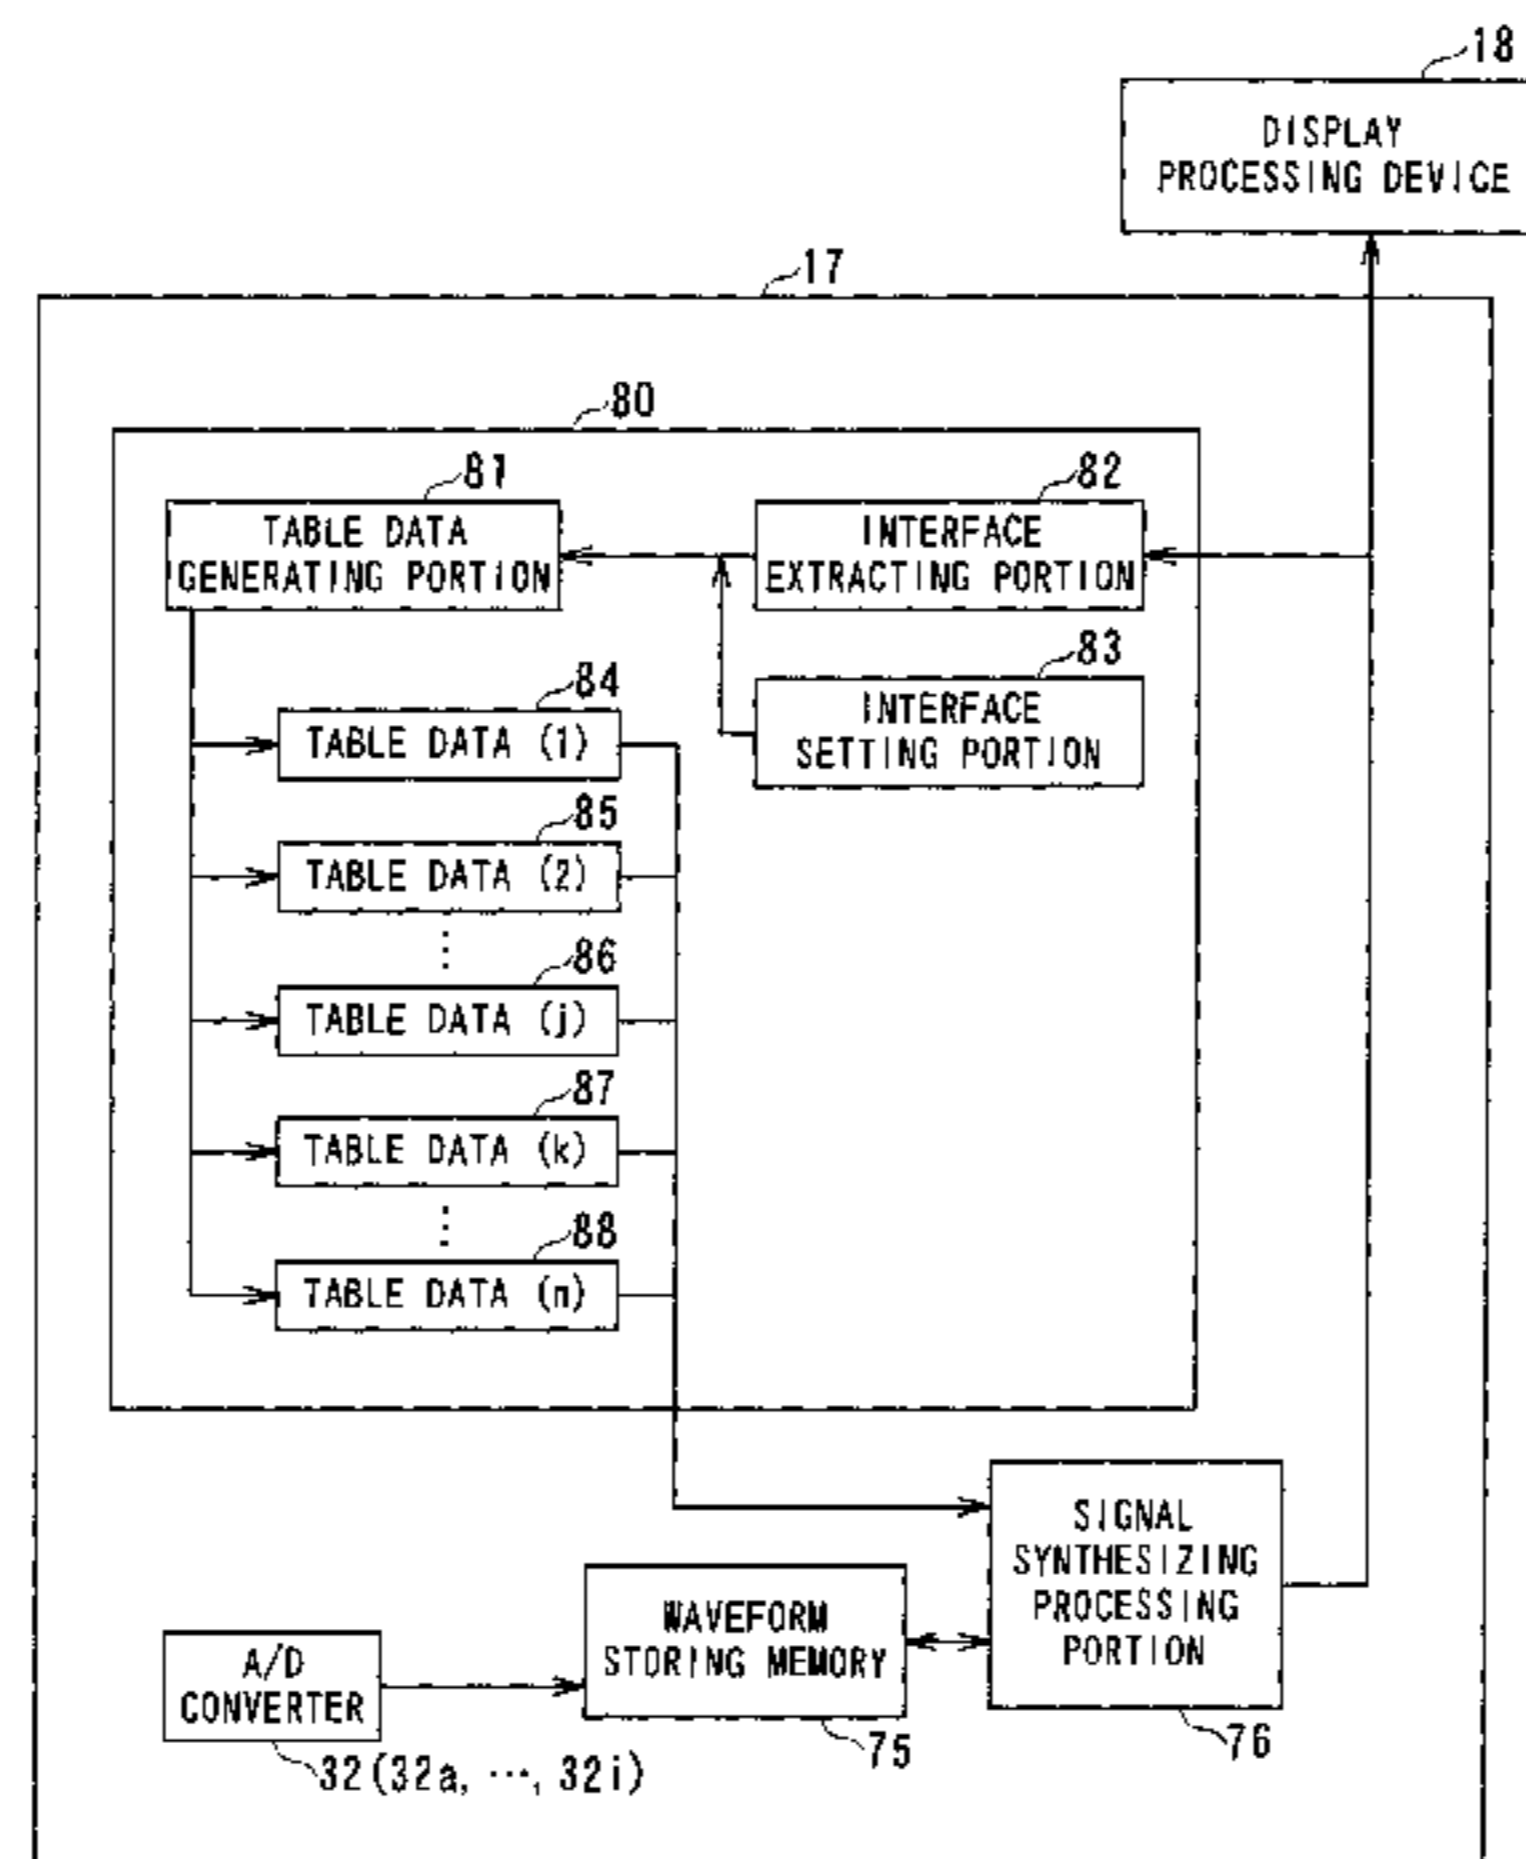 18
DISPLAY
PROCESSING DEVICE
17
80
81
82
TABLE DATA
GENERATING PORTION
INTERFACE
EXTRACTING PORTION
83
84
INTERFACE
SETTING PORTION
TABLE DATA (1)
85
TABLE DATA (2)
⋮
86
TABLE DATA (j)
87
TABLE DATA (k)
⋮
88
TABLE DATA (n)
SIGNAL
SYNTHESIZING
PROCESSING
PORTION
WAVEFORM
STORING MEMORY
A/D
CONVERTER
75
76
32(32a, ⋯, 32i)